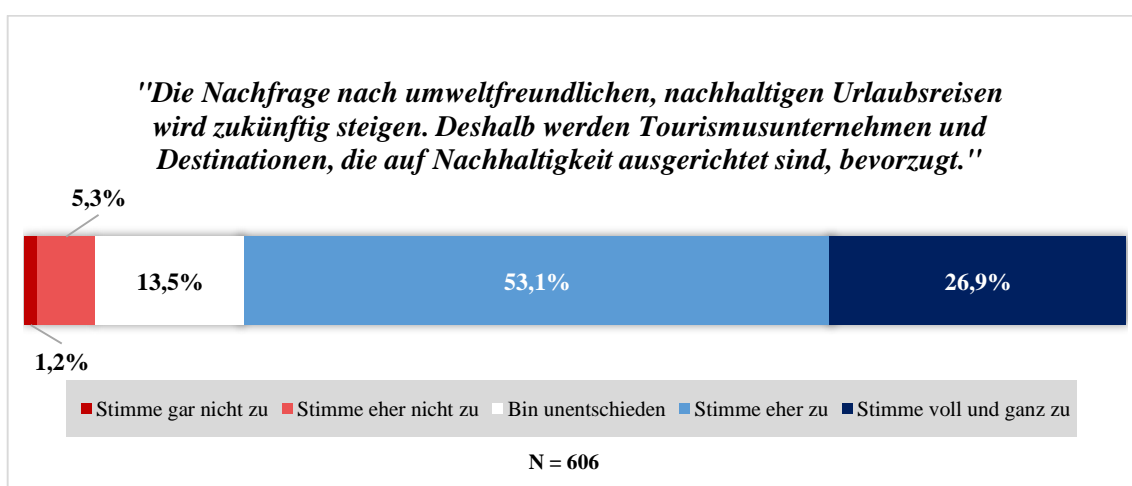 "Die Nachfrage nach umweltfreundlichen, nachhaltigen Urlaubsreisen
wird zukünftig steigen. Deshalb werden Tourismusunternehmen und
Destinationen, die auf Nachhaltigkeit ausgerichtet sind, bevorzugt."
5,3%
13,5%
53,1%
26,9%
1,2%
Stimme gar nicht zu Stimme eher nicht zu Bin unentschieden Stimme eher zu Stimme voll und ganz zu
N = 606